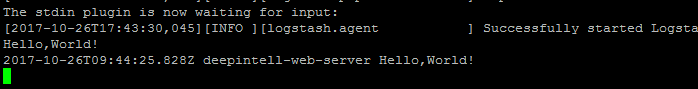 The stdin plugin is now waiting for input:
[2017-10-26T17:43:30,045][INFO ][logstash.agent           ] Successfully started Logsta
Hello,World!
2017-10-26T09:44:25.828Z deepintell-web-server Hello,World!